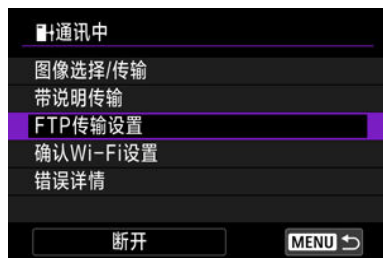 通讯中
图像选择/传输
带说明传输
FTP传输设置
确认Wi-Fi设置
错误详情
断开
MENU